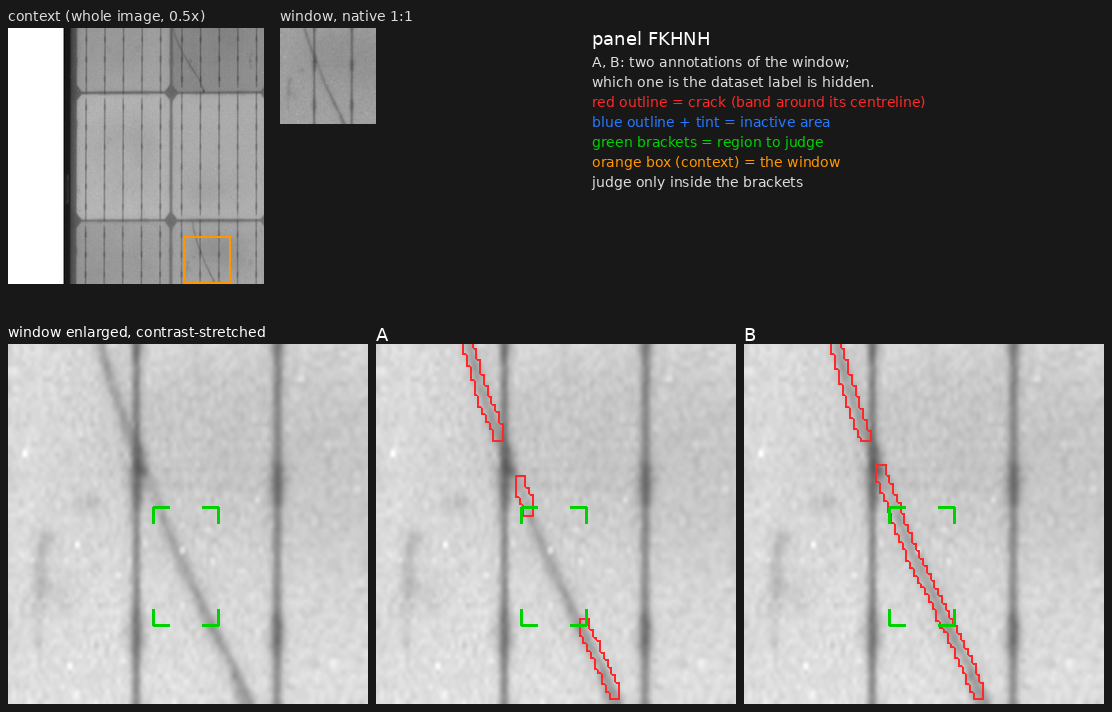 context (whole image, 0.5x)
window, native 1:1
panel FKHNH
A, B: two annotations of the window;
which one is the dataset label is hidden.
red outline = crack (band around its centreline)
blue outline + tint = inactive area
green brackets = region to judge
orange box (context) = the window
judge only inside the brackets
window enlarged, contrast-stretched
A
B